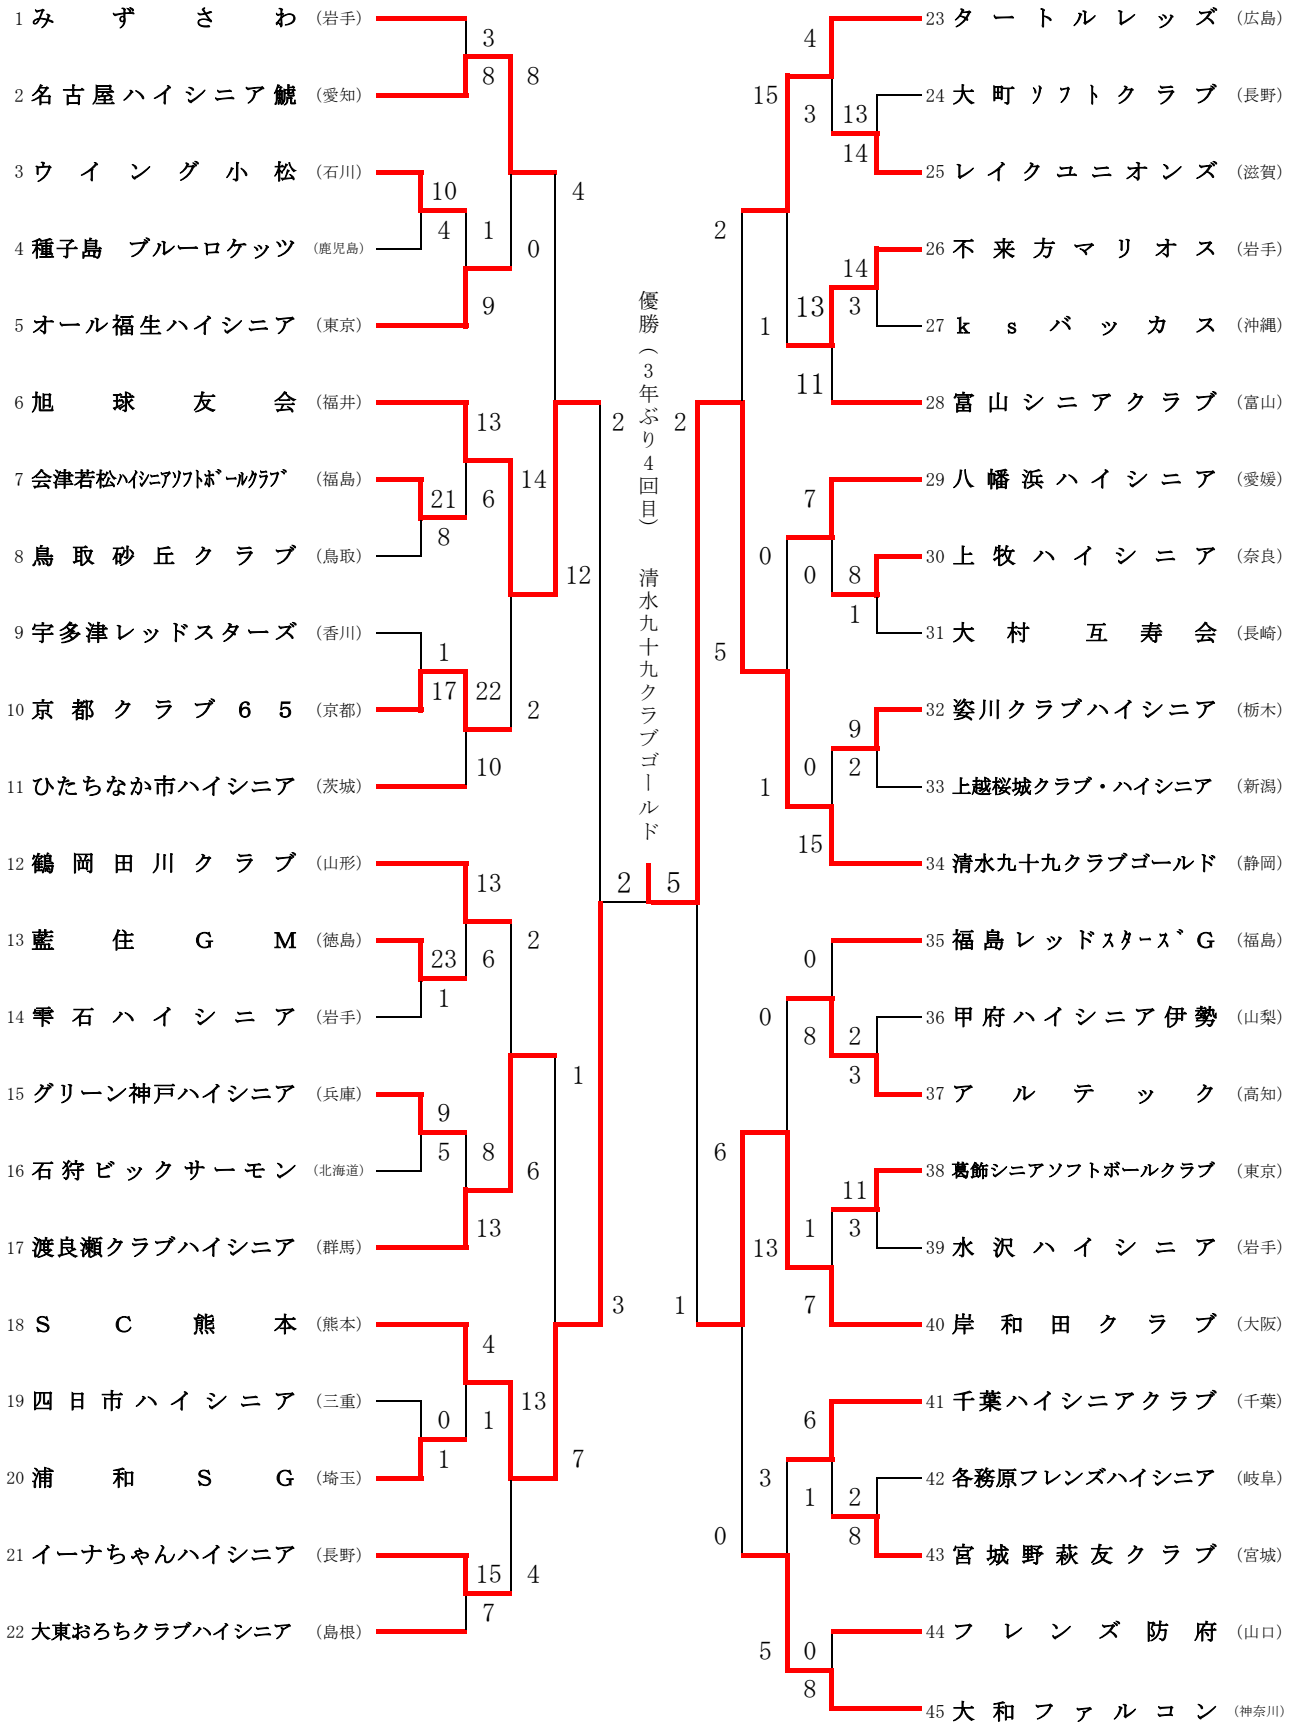 1 みずさわ (岩手)
3
8
2 名古屋ハイシニア鯱 (愛知)
8
3 ウイング小松 (石川)
10
4
4 種子島 ブルーロケッツ (鹿児島)
1
0
4
5 オール福生ハイシニア (東京)
9
6 旭球友会 (福井)
13
7 会津若松ハイシニアソフトボールクラブ (福島)
21
8
6
14
8 鳥取砂丘クラブ (鳥取)
12
2
9 宇多津レッドスターズ (香川)
1
17
10 京都クラブ65 (京都)
22
2
11 ひたちなか市ハイシニア (茨城)
10
12 鶴岡田川クラブ (山形)
13
13 藍住GM (徳島)
23
1
6
2
14 雫石ハイシニア (岩手)
1
15 グリーン神戸ハイシニア (兵庫)
9
5
16 石狩ビックサーモン (北海道)
8
6
17 渡良瀬クラブハイシニア (群馬)
13
3
18 SC熊本 (熊本)
4
19 四日市ハイシニア (三重)
0
1
1
13
20 浦和SG (埼玉)
7
21 イーナちゃんハイシニア (長野)
15
7
4
22 大東おろちクラブハイシニア (島根)
優勝(3年ぶり4回目) 清水九十九クラブゴールド
2
5
23 タートルレッズ (広島)
4
15
24 大町リフトクラブ (長野)
3
13
14
25 レイクユニオンズ (滋賀)
2
26 不来方マリオス (岩手)
14
3
27 ksバッカス (沖縄)
1
13
11
28 富山シニアクラブ (富山)
2
29 八幡浜ハイシニア (愛媛)
7
30 上牧ハイシニア (奈良)
0
0
8
1
31 大村互寿会 (長崎)
5
32 姿川クラブハイシニア (栃木)
9
2
33 上越桜城クラブ・ハイシニア (新潟)
1
0
15
34 清水九十九クラブゴールド (静岡)
35 福島レッドスターズG (福島)
0
36 甲府ハイシニア伊勢 (山梨)
0
8
2
3
37 アルテック (高知)
6
38 葛飾シニアソフトボールクラブ (東京)
11
3
39 水沢ハイシニア (岩手)
13
1
7
40 岸和田クラブ (大阪)
1
41 千葉ハイシニアクラブ (千葉)
6
42 各務原フレンズハイシニア (岐阜)
3
1
2
8
43 宮城野萩友クラブ (宮城)
0
44 フレンズ防府 (山口)
5
0
8
45 大和ファルコン (神奈川)